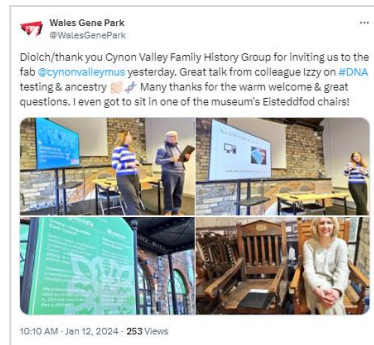 Wales Gene Park
@WalesGenePark
Diolch/thank you Cynon Valley Family History Group for inviting us to the
fab @cynonvalleymus yesterday. Great talk from colleague Izzy on #DNA
testing & ancestry 👏🏻🧬 Many thanks for the warm welcome & great
questions. I even got to sit in one of the museum's Eisteddfod chairs!
Museum
10:10 AM · Jan 12, 2024 · 253 Views